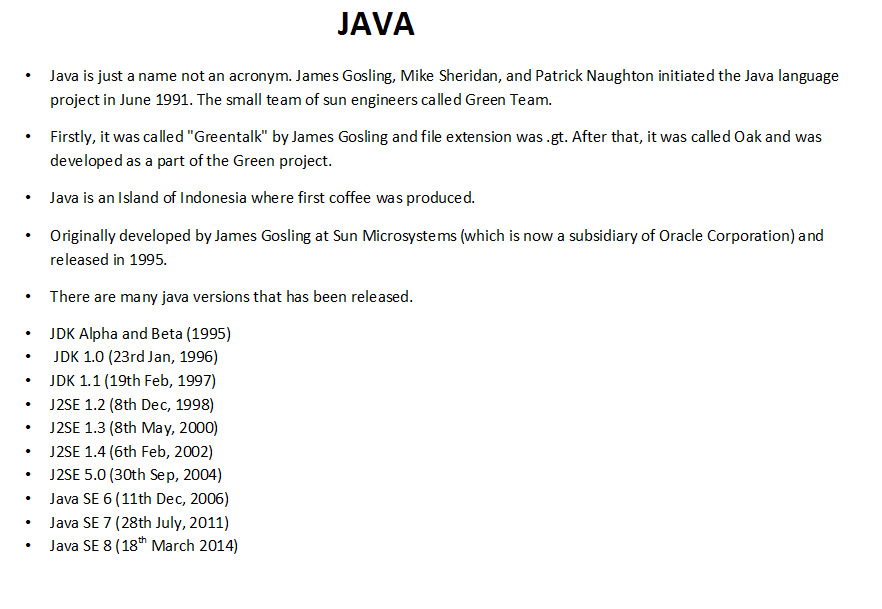 JAVA
• Java is just a name not an acronym. James Gosling, Mike Sheridan, and Patrick Naughton initiated the Java language
project in June 1991. The small team of sun engineers called Green Team.
• Firstly, it was called "Greentalk" by James Gosling and file extension was .gt. After that, it was called Oak and was
developed as a part of the Green project.
• Java is an Island of Indonesia where first coffee was produced.
• Originally developed by James Gosling at Sun Microsystems (which is now a subsidiary of Oracle Corporation) and
released in 1995.
• There are many java versions that has been released.
• JDK Alpha and Beta (1995)
• JDK 1.0 (23rd Jan, 1996)
• JDK 1.1 (19th Feb, 1997)
• J2SE 1.2 (8th Dec, 1998)
• J2SE 1.3 (8th May, 2000)
• J2SE 1.4 (6th Feb, 2002)
• J2SE 5.0 (30th Sep, 2004)
• Java SE 6 (11th Dec, 2006)
• Java SE 7 (28th July, 2011)
• Java SE 8 (18th March 2014)